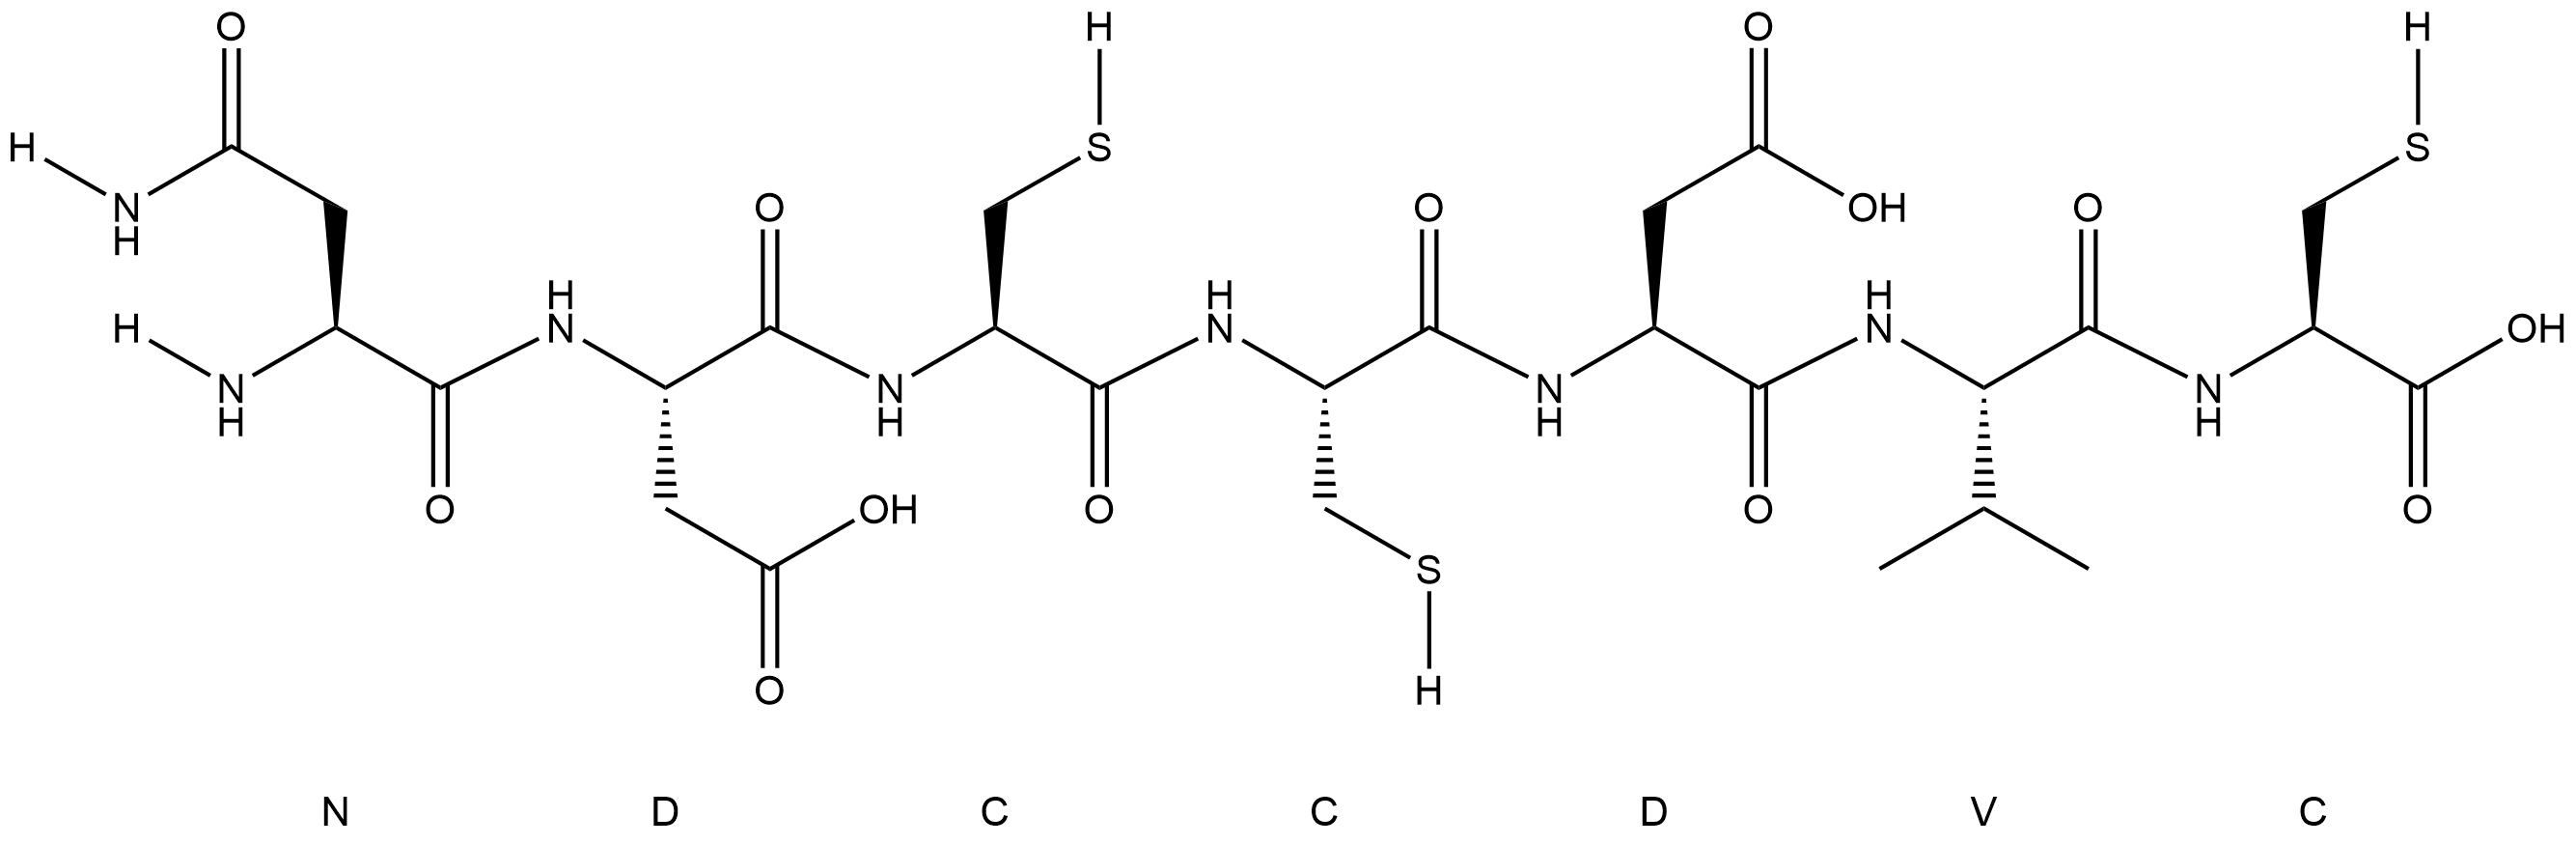 O H O H
H S S
N H O O OH O
H H H H
H N N N OH
N N N N
H H H H
O OH O O O
S
O H
N D C C D V C